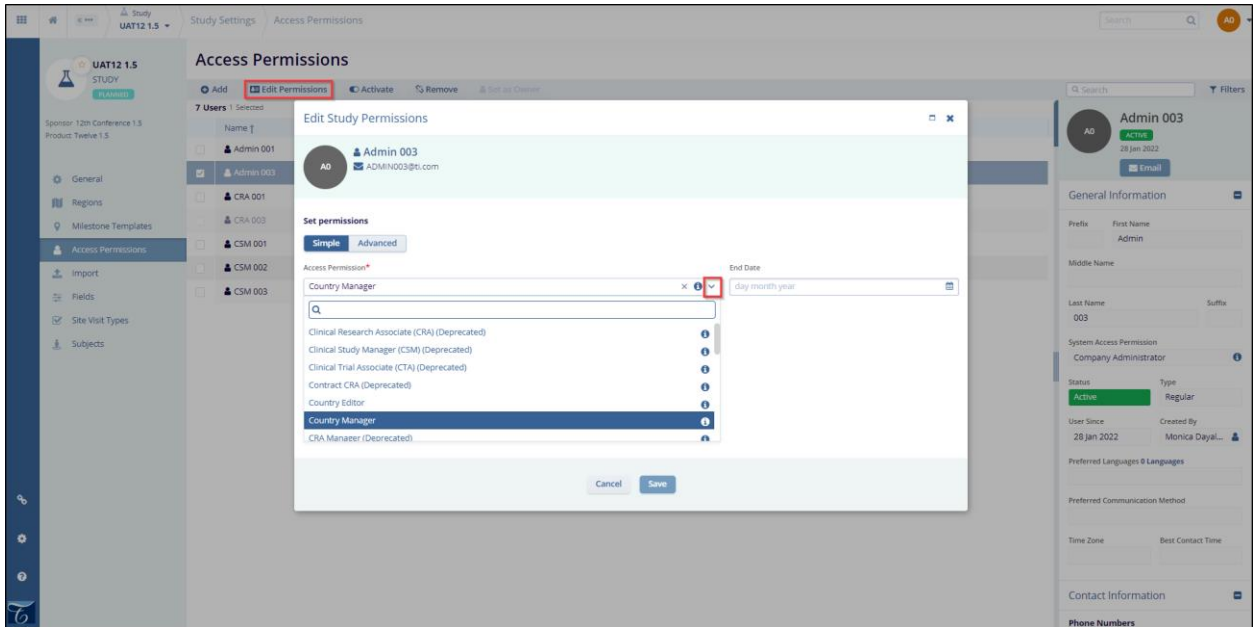 Study
UAT12 1.5
Study Settings
Access Permissions
Search
A0
UAT12 1.5
STUDY
PLANNED
Sponsor 12th Conference 1.5
Product Twelve 1.5
General
Regions
Milestone Templates
Access Permissions
Import
Fields
Site Visit Types
Subjects
Access Permissions
Add
Edit Permissions
Activate
Remove
Set as Owner
Search
Filters
7 Users 1 Selected
Name
Admin 001
Admin 003
CRA 001
CRA 003
CSM 001
CSM 002
CSM 003
Edit Study Permissions
A0
Admin 003
ADMIN003@ti.com
Set permissions
Simple Advanced
Access Permission*
End Date
Country Manager
day month year
Clinical Research Associate (CRA) (Deprecated)
Clinical Study Manager (CSM) (Deprecated)
Clinical Trial Associate (CTA) (Deprecated)
Contract CRA (Deprecated)
Country Editor
Country Manager
CRA Manager (Deprecated)
Cancel Save
A0
Admin 003
ACTIVE
28 Jan 2022
Email
General Information
Prefix First Name
Admin
Middle Name
Last Name Suffix
003
System Access Permission
Company Administrator
Status Type
Active Regular
User Since Created By
28 Jan 2022 Monica Dayal...
Preferred Languages 0 Languages
Preferred Communication Method
Time Zone Best Contact Time
Contact Information
Phone Numbers